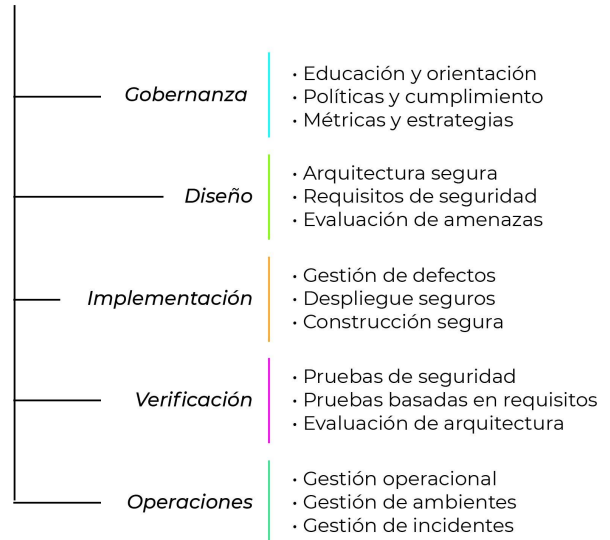 Gobernanza
· Educación y orientación
· Políticas y cumplimiento
· Métricas y estrategias
Diseño
· Arquitectura segura
· Requisitos de seguridad
· Evaluación de amenazas
Implementación
· Gestión de defectos
· Despliegue seguros
· Construcción segura
Verificación
· Pruebas de seguridad
· Pruebas basadas en requisitos
· Evaluación de arquitectura
Operaciones
· Gestión operacional
· Gestión de ambientes
· Gestión de incidentes